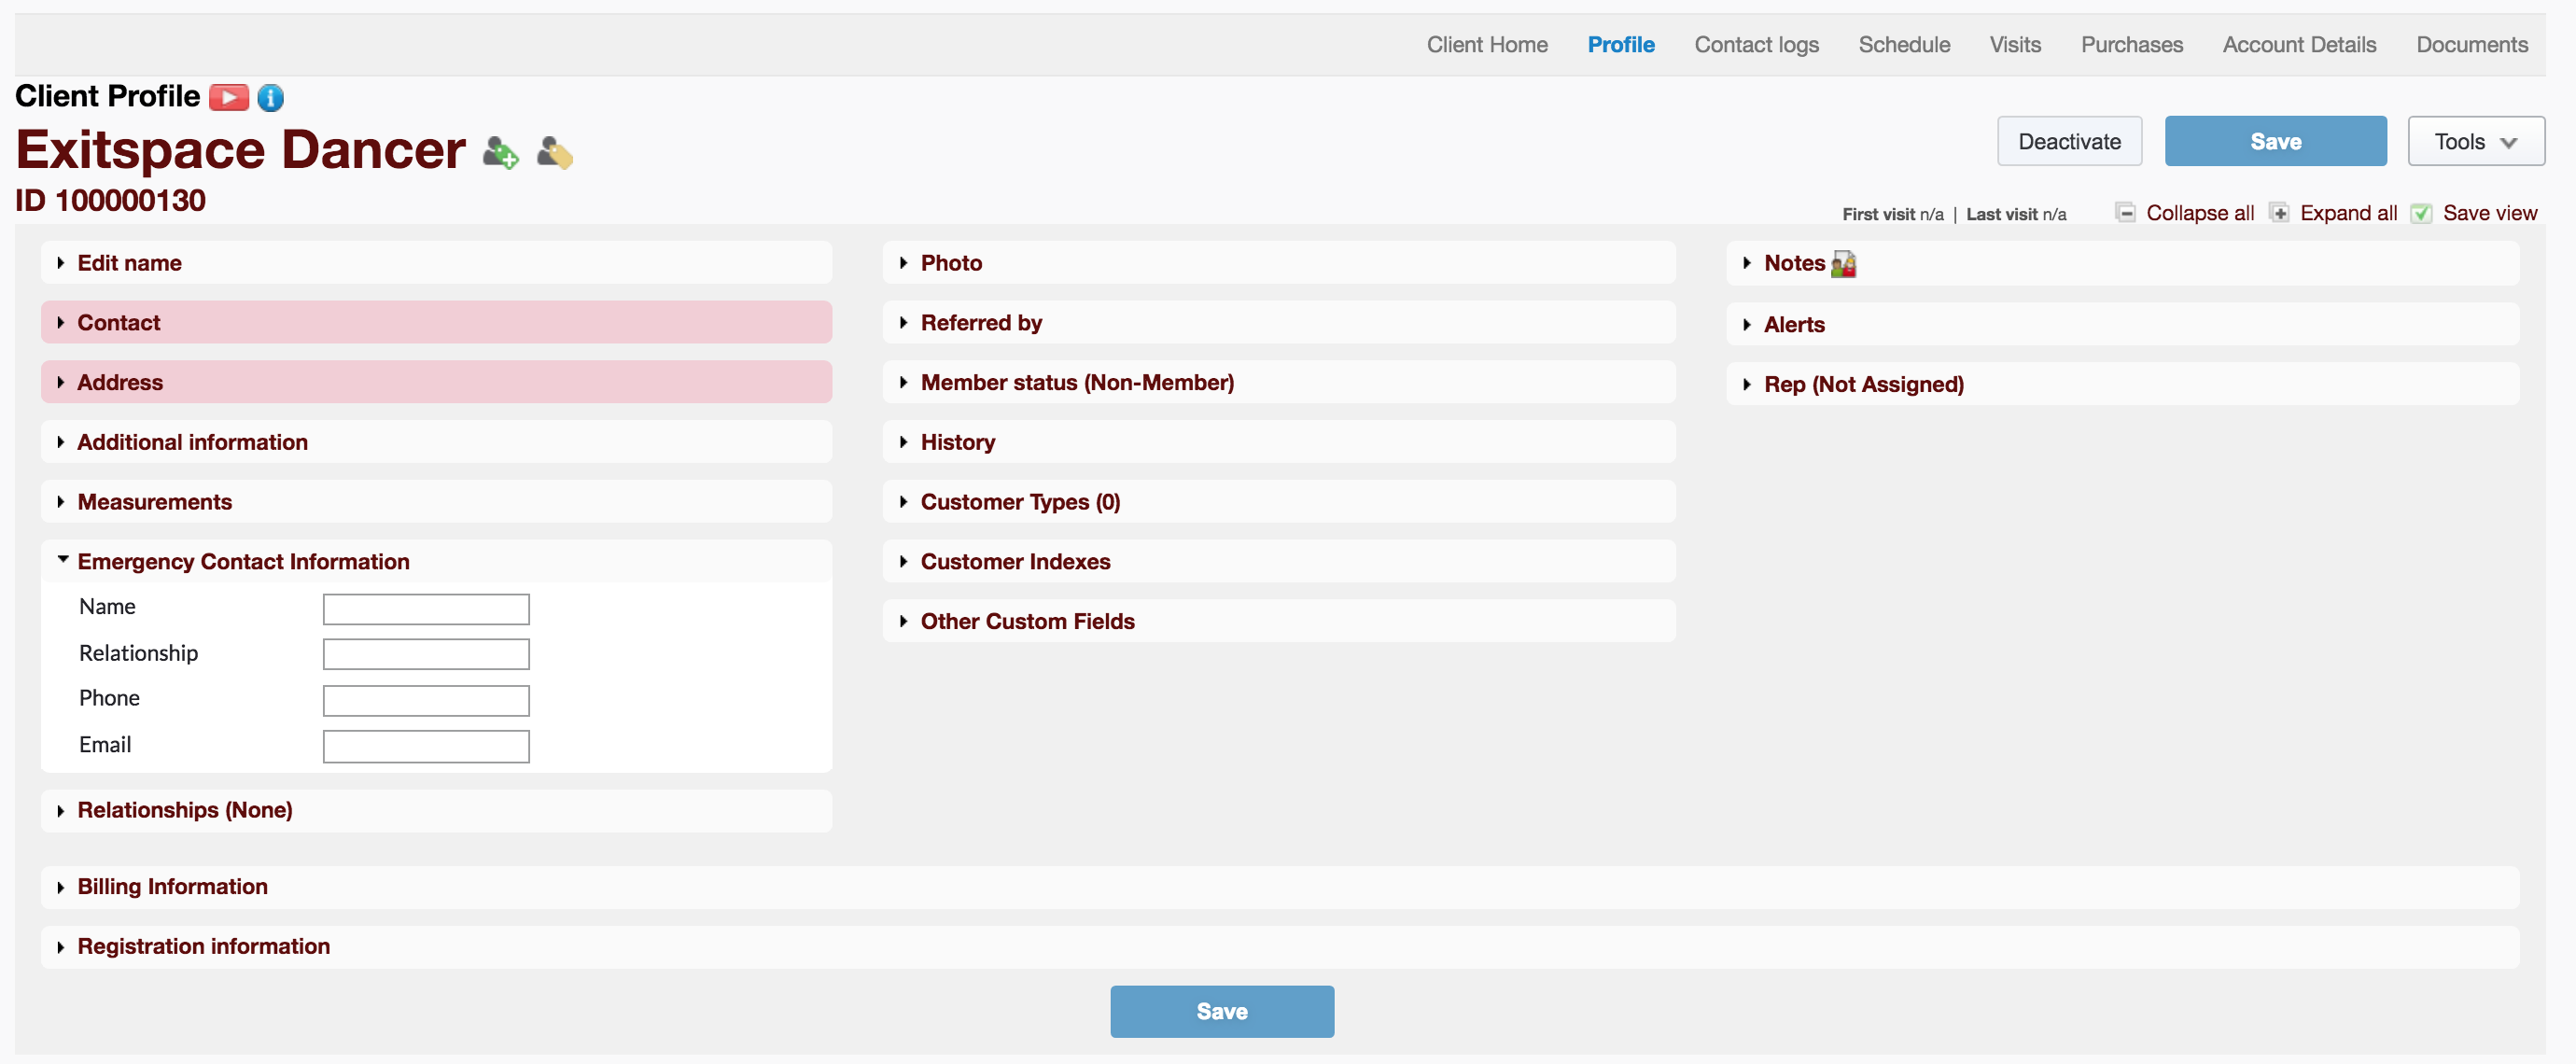 Client Home Profile Contact logs Schedule Visits Purchases Account Details Documents
Client Profile
Exitspace Dancer
ID 100000130
Deactivate Save Tools
First visit n/a | Last visit n/a Collapse all Expand all Save view
Edit name
Contact
Address
Additional information
Measurements
Emergency Contact Information
Name
Relationship
Phone
Email
Relationships (None)
Photo
Referred by
Member status (Non-Member)
History
Customer Types (0)
Customer Indexes
Other Custom Fields
Notes
Alerts
Rep (Not Assigned)
Billing Information
Registration information
Save